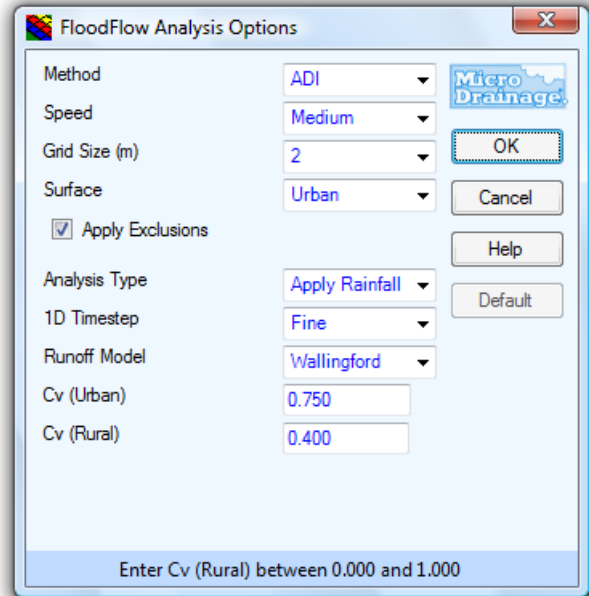 FloodFlow Analysis Options
Method ADI
Speed Medium
Grid Size (m) 2
Surface Urban
Apply Exclusions
Analysis Type Apply Rainfall
1D Timestep Fine
Runoff Model Wallingford
Cv (Urban) 0.750
Cv (Rural) 0.400
Micro
Drainage®
OK
Cancel
Help
Default
Enter Cv (Rural) between 0.000 and 1.000